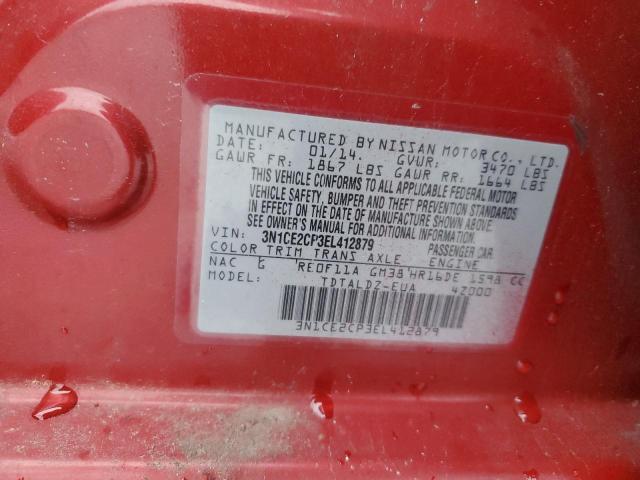 MANUFACTURED BY NISSAN MOTOR CO., LTD.
DATE: 01/14. GVWR: 3470 LBS
GAWR FR: 1867 LBS GAWR RR: 1664 LBS
THIS VEHICLE CONFORMS TO ALL APPLICABLE FEDERAL MOTOR
VEHICLE SAFETY, BUMPER AND THEFT PREVENTION STANDARDS
IN EFFECT ON THE DATE OF MANUFACTURE SHOWN ABOVE.
SEE OWNER'S MANUAL FOR ADDITIONAL INFORMATION.
VIN: 3N1CE2CP3EL412879 PASSENGER CAR
COLOR TRIM TRANS AXLE ENGINE
NAC G RE0F11A GM38 HR16DE 1598 CC
MODEL: TDTALDZ-EUA 42000
3N1CE2CP3EL412879